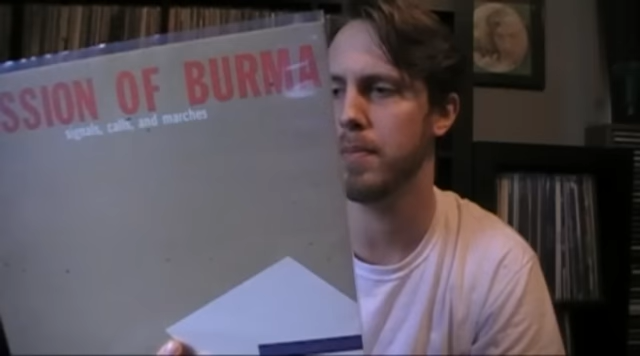 SSION OF BURMA
signals, calls, and marches